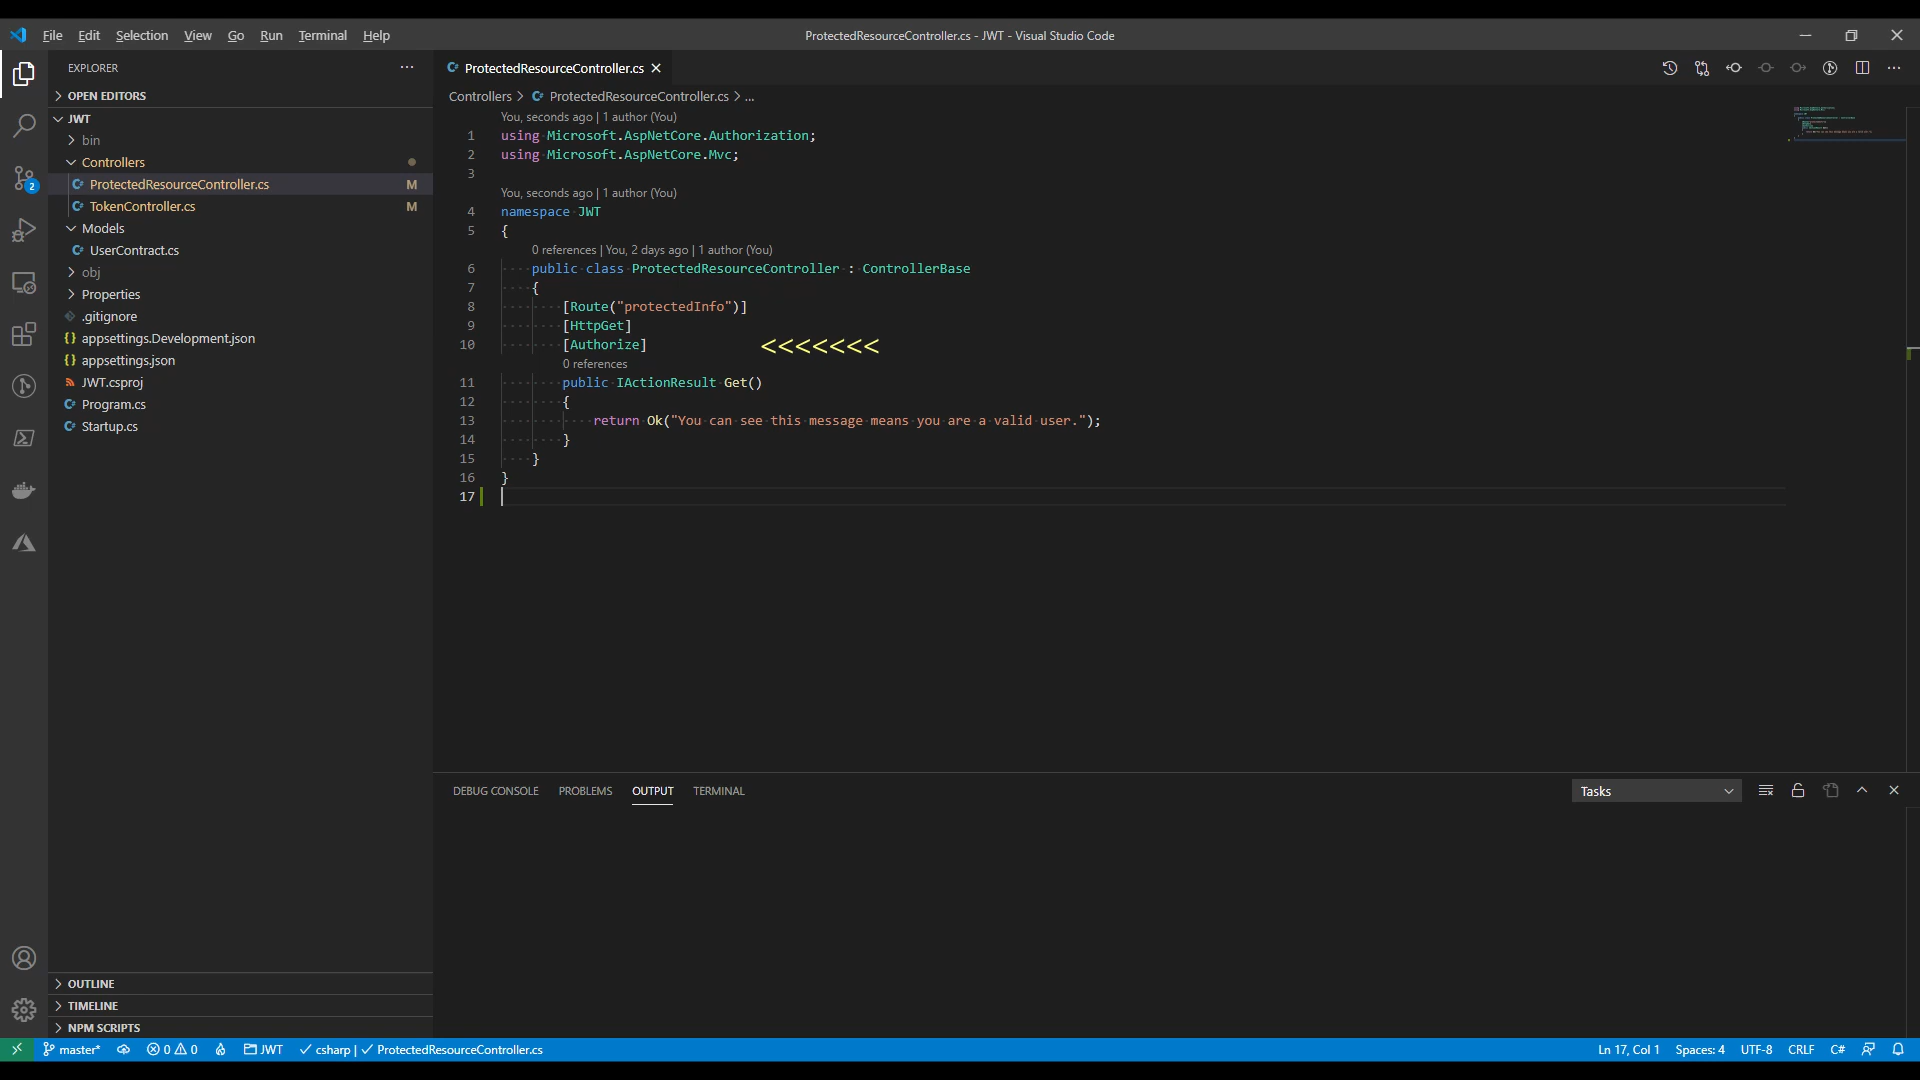 File Edit Selection View Go Run Terminal Help
ProtectedResourceController.cs - JWT - Visual Studio Code
EXPLORER
OPEN EDITORS
JWT
bin
Controllers
ProtectedResourceController.cs M
TokenController.cs M
Models
UserContract.cs
obj
Properties
.gitignore
appsettings.Development.json
appsettings.json
JWT.csproj
Program.cs
Startup.cs
OUTLINE
TIMELINE
NPM SCRIPTS
2
ProtectedResourceController.cs
Controllers > ProtectedResourceController.cs > ...
You, seconds ago | 1 author (You)
1 using Microsoft.AspNetCore.Authorization;
2 using Microsoft.AspNetCore.Mvc;
3
You, seconds ago | 1 author (You)
4 namespace JWT
5 {
0 references | You, 2 days ago | 1 author (You)
6 public class ProtectedResourceController : ControllerBase
7 {
8 [Route("protectedInfo")]
9 [HttpGet]
10 [Authorize] <<<<<<<
0 references
11 public IActionResult Get()
12 {
13 return Ok("You can see this message means you are a valid user.");
14 }
15 }
16 }
17
DEBUG CONSOLE PROBLEMS OUTPUT TERMINAL
Tasks
master* 0 0 JWT csharp | ProtectedResourceController.cs
Ln 17, Col 1 Spaces: 4 UTF-8 CRLF C#